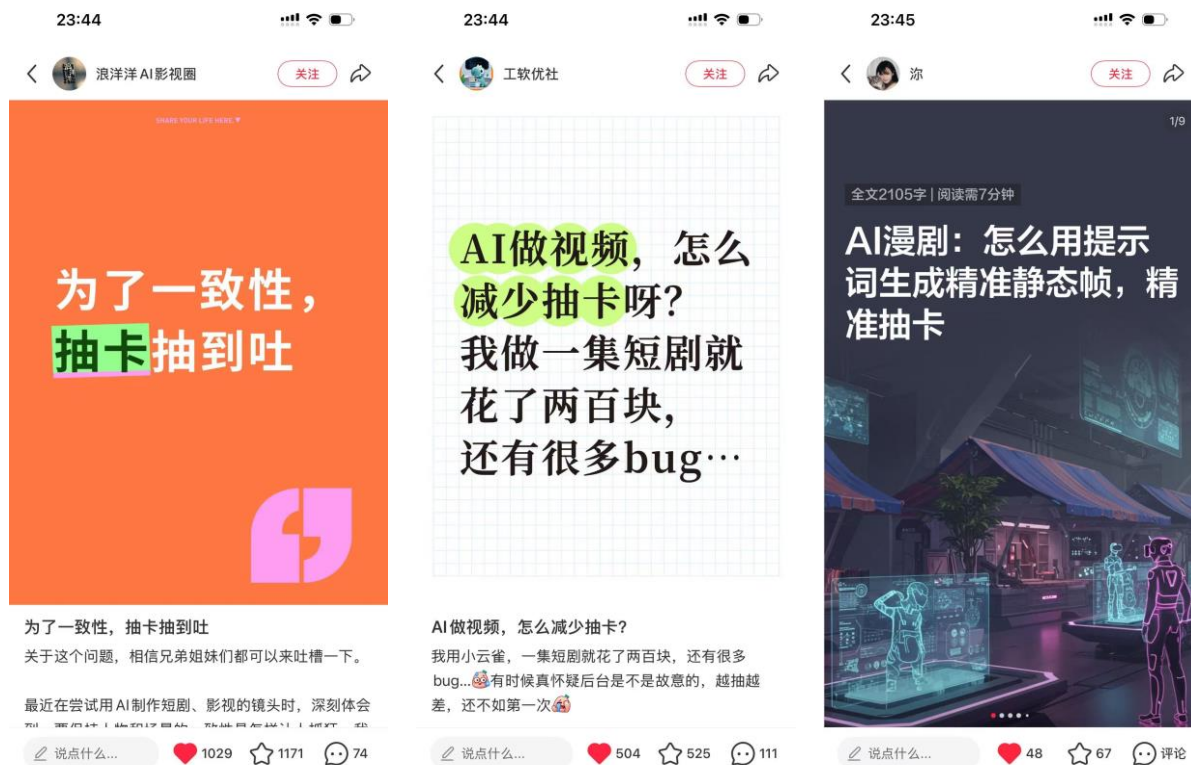 23:44
浪洋洋AI影视圈
关注
SHARE YOUR LIFE HERE.
为了一致性，
抽卡抽到吐
为了一致性，抽卡抽到吐
关于这个问题，相信兄弟姐妹们都可以来吐槽一下。
最近在尝试用AI制作短剧、影视的镜头时，深刻体会
说点什么...
1029
1171
74
23:44
工软优社
关注
AI做视频，怎么
减少抽卡呀？
我做一集短剧就
花了两百块，
还有很多bug…
AI做视频，怎么减少抽卡？
我用小云雀，一集短剧就花了两百块，还有很多
bug...有时候真怀疑后台是不是故意的，越抽越
差，还不如第一次
说点什么...
504
525
111
23:45
沵
关注
1/9
全文2105字 | 阅读需7分钟
AI漫剧：怎么用提示
词生成精准静态帧，精
准抽卡
说点什么...
48
67
评论